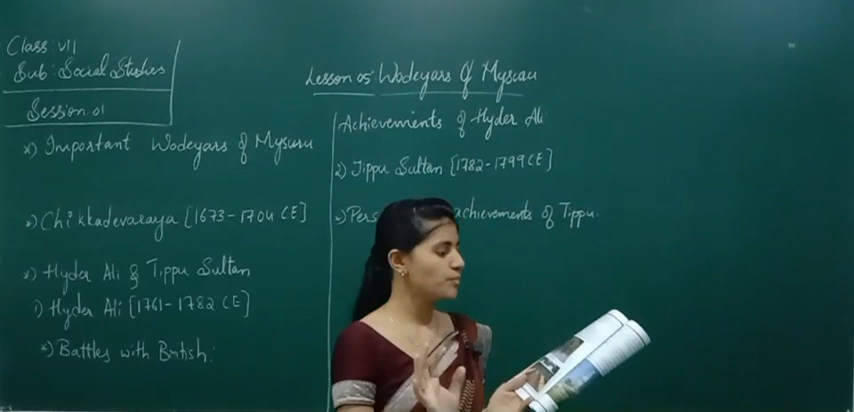 Class: VII
Sub: Social Studies
Session 01
Lesson 05 Wodeyars of Mysuru
*) Important Wodeyars of Mysuru
*) Chikkadevaraya [1673-1704 CE]
*) Hyder Ali & Tippu Sultan
1) Hyder Ali [1761-1782 CE]
*) Battles with British:
Achievements of Hyder Ali
2) Tippu Sultan [1782-1799 CE]
achievements of Tippu.